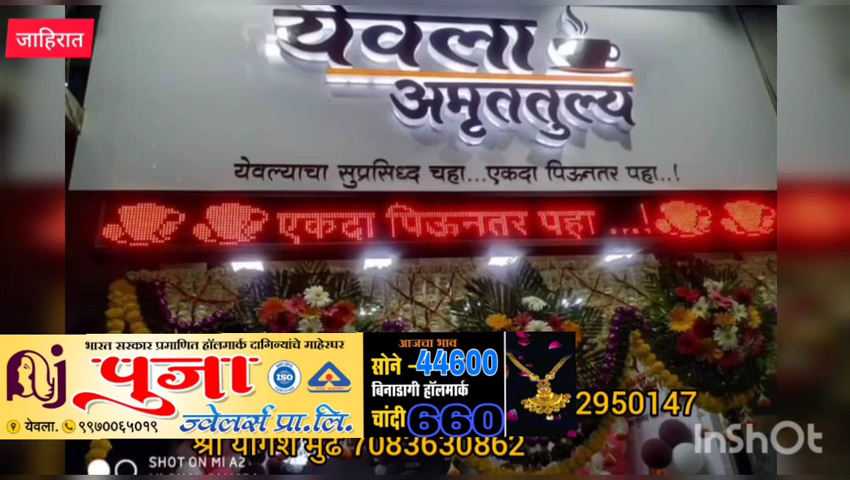 जाहिरात
येवला
अमृततुल्य
येवल्याचा सुप्रसिध्द चहा...एकदा पिऊनतर पहा..!
एकदा पिऊनतर पहा ...!
भारत सरकार प्रमाणित हॉलमार्क दागिन्यांचे माहेरघर
पुजा
ज्वेलर्स प्रा.लि.
ISO
येवला. ९९७००६५०१९
आजचा भाव
सोने -44600
बिनाडागी हॉलमार्क
चांदी 660
2950147
श्री योगेश मुंढे 7083630862
SHOT ON MI A2
InShOt